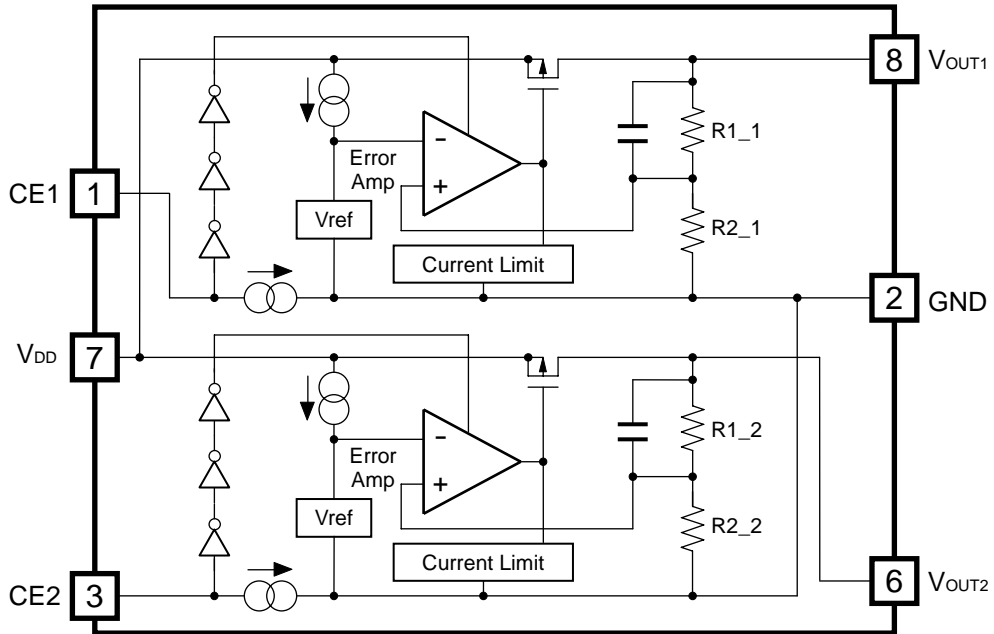 8 VOUT1
R1_1
-
Error
Amp
+
CE1 1
Vref
R2_1
Current Limit
2 GND
VDD 7
R1_2
-
Error
Amp
+
Vref
R2_2
Current Limit
CE2 3
6 VOUT2